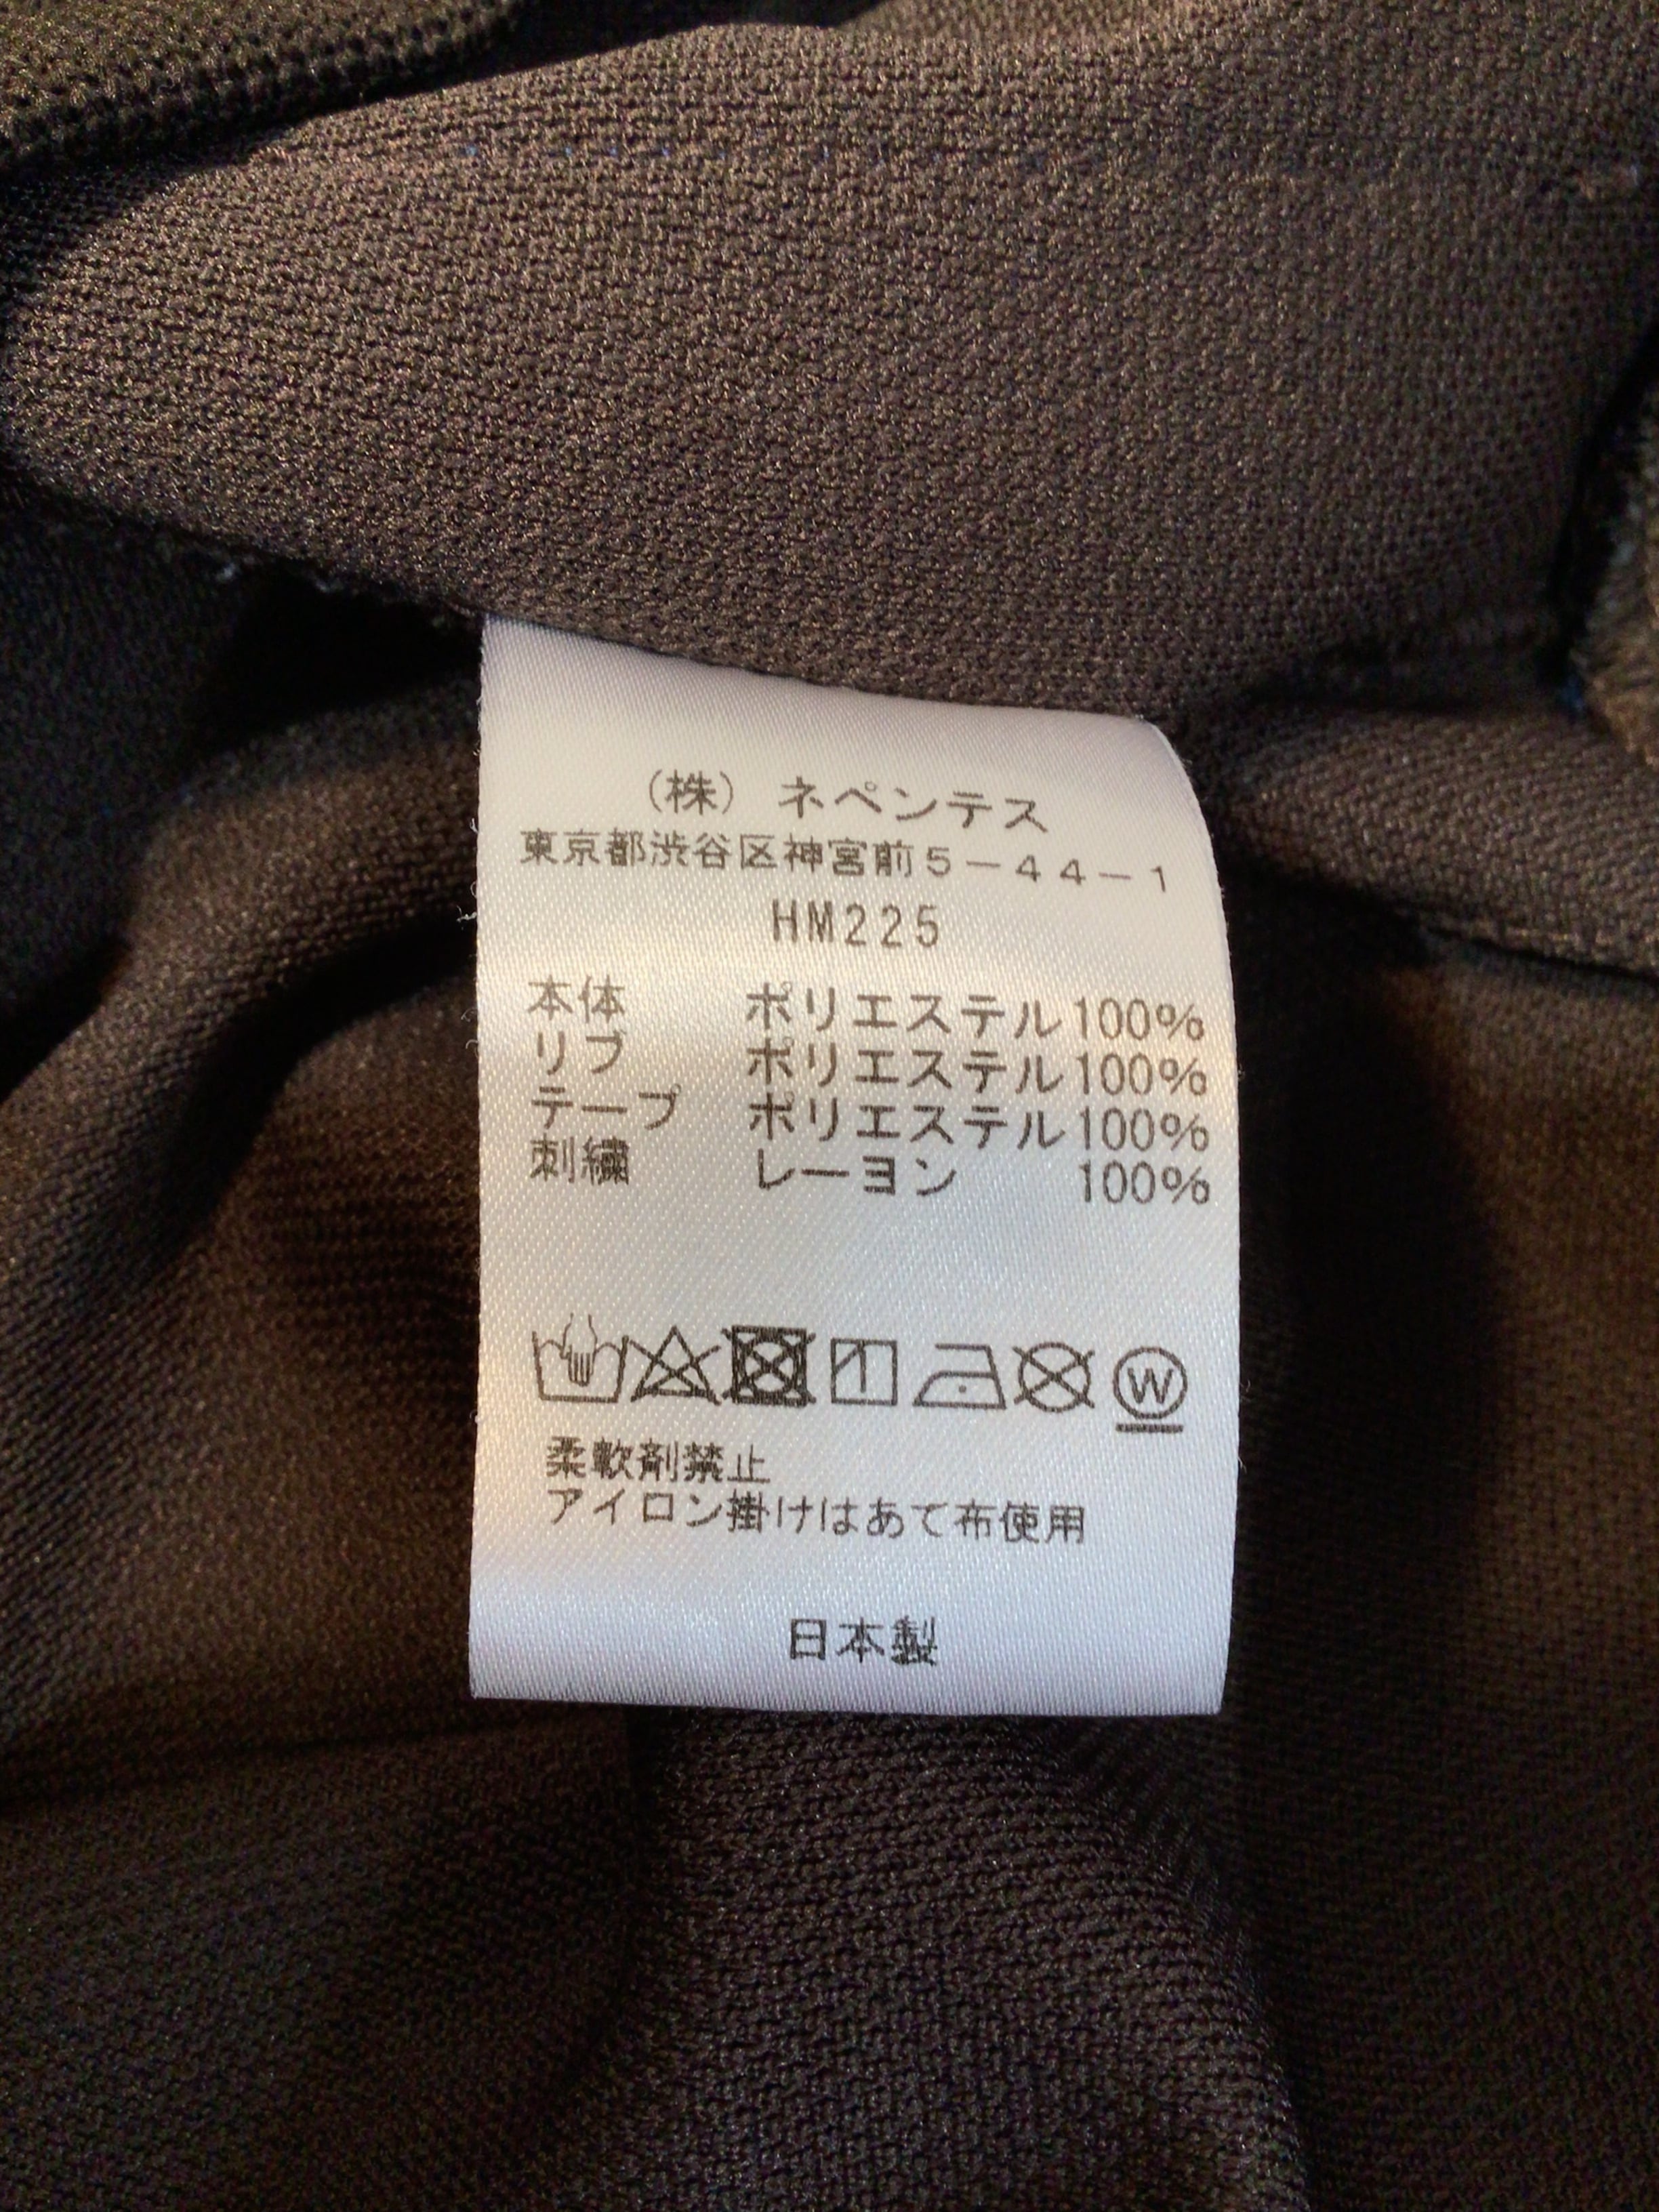 （株）ネペンテス
東京都渋谷区神宮前５－４４－１
HM225
本体 ポリエステル100%
リブ ポリエステル100%
テープ ポリエステル100%
刺繍 レーヨン 100%
W
柔軟剤禁止
アイロン掛けはあて布使用
日本製